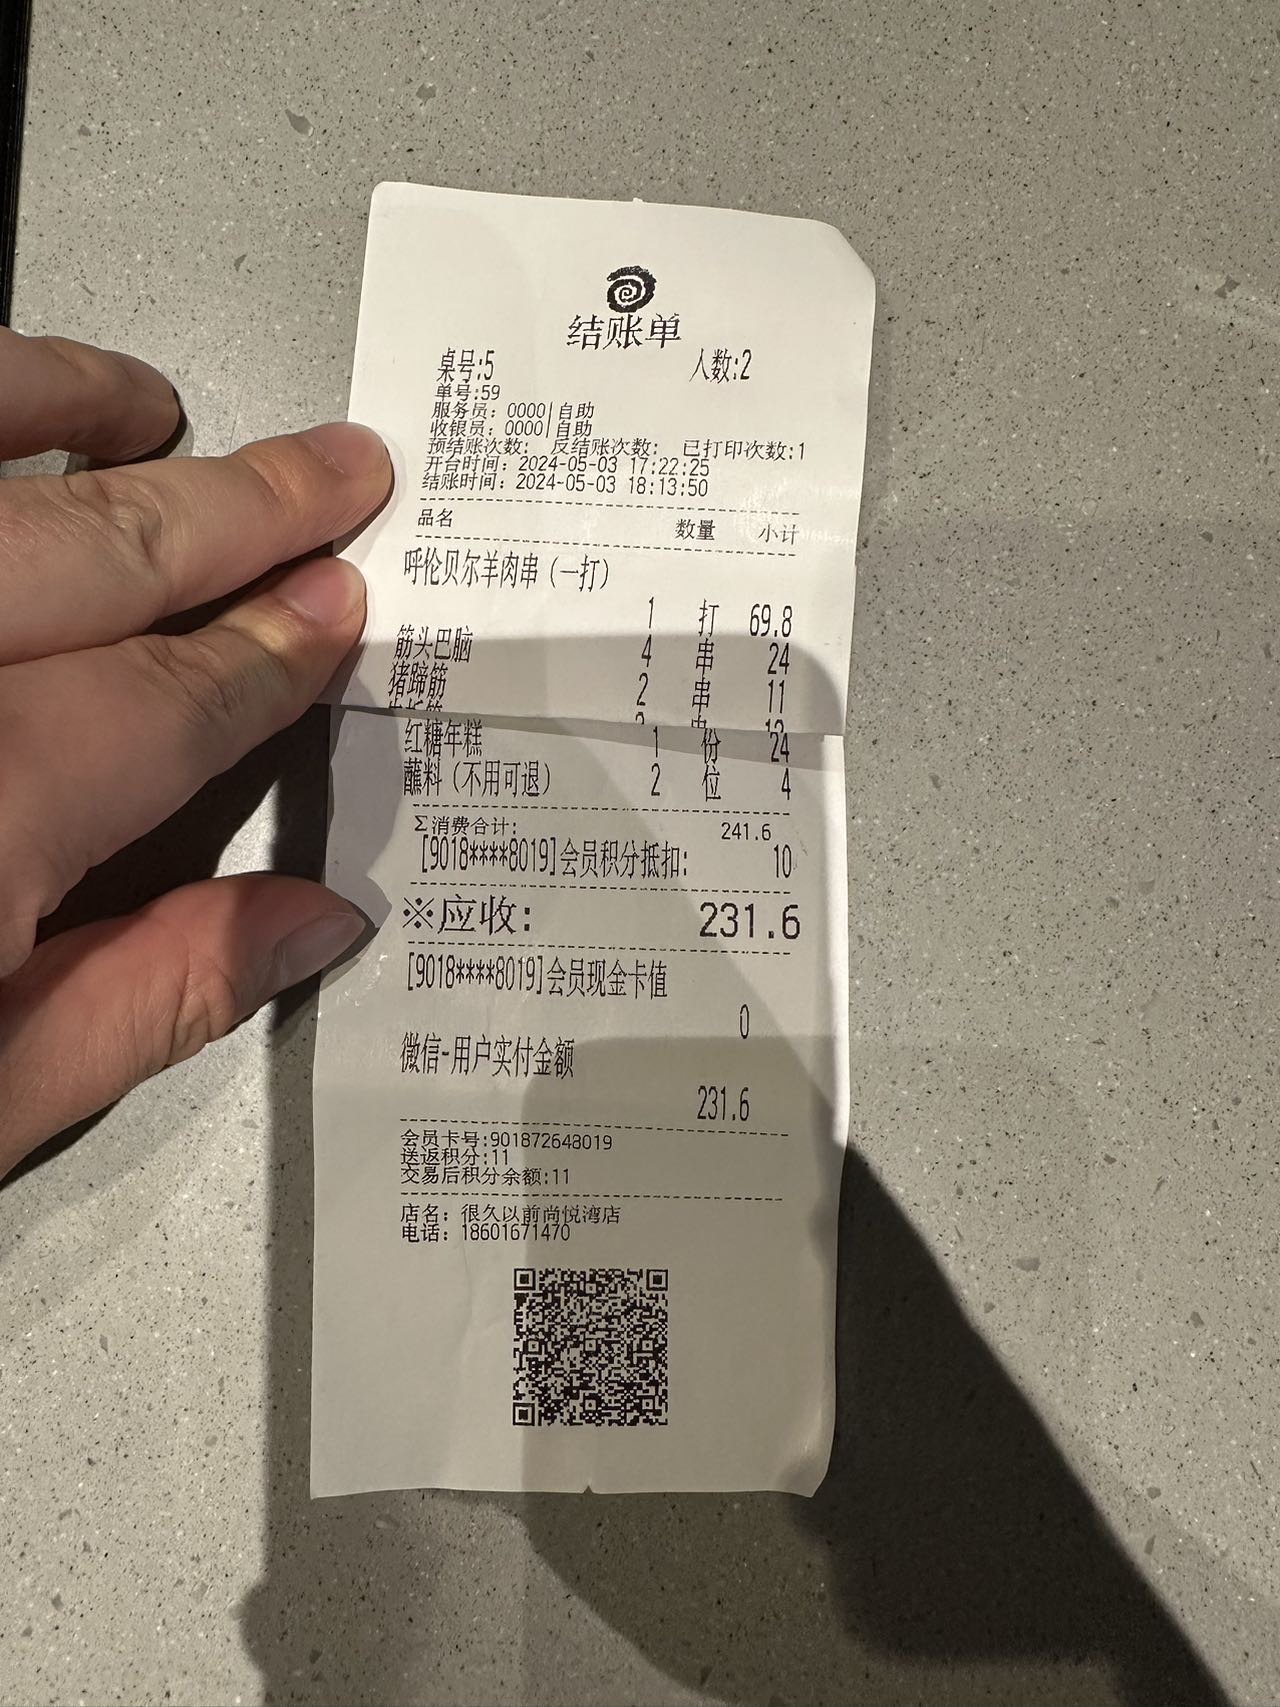 结账单
桌号:5 人数:2
单号:59
服务员: 0000|自助
收银员: 0000|自助
预结账次数: 反结账次数: 已打印次数:1
开台时间: 2024-05-03 17:22:25
结账时间: 2024-05-03 18:13:50
品名 数量 小计
呼伦贝尔羊肉串(一打)
1 打 69.8
筋头巴脑 4 串 24
猪蹄筋 2 串 11
红糖年糕 1 份 24
蘸料(不用可退) 2 位 4
Σ消费合计: 241.6
[9018****8019]会员积分抵扣: 10
※应收: 231.6
[9018****8019]会员现金卡值
0
微信-用户实付金额
231.6
会员卡号:901872648019
送返积分:11
交易后积分余额:11
店名: 很久以前尚悦湾店
电话: 18601671470